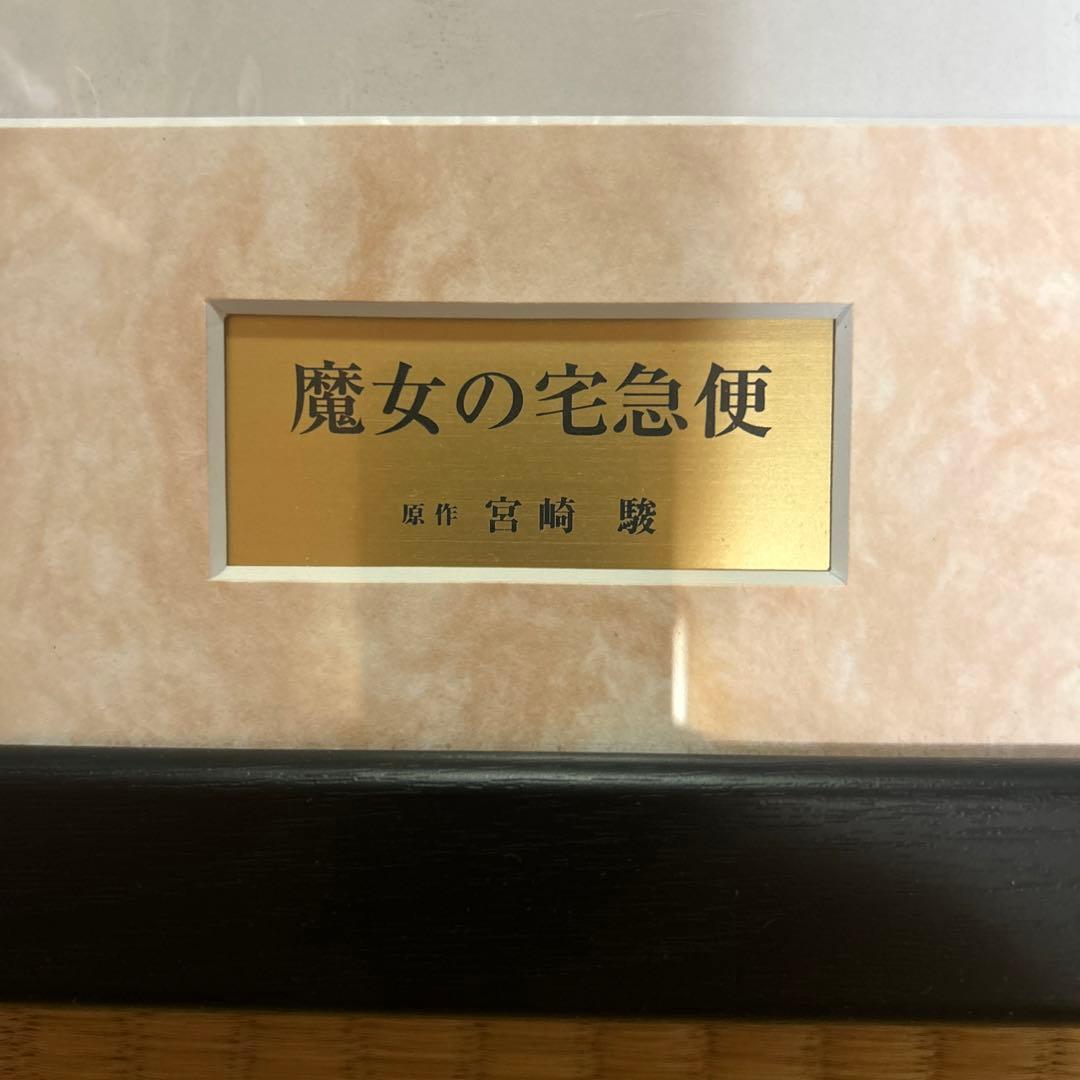 魔女の宅急便
原作 宮崎 駿